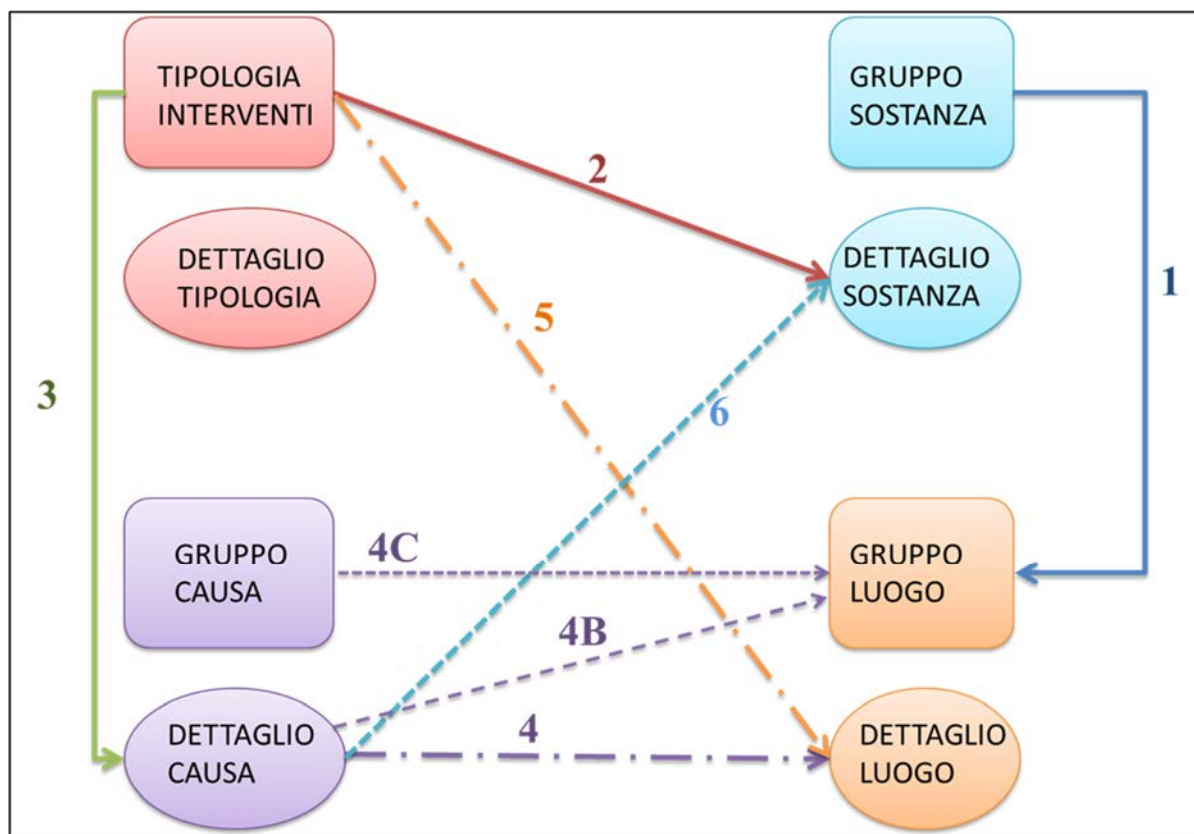 TIPOLOGIA
INTERVENTI
GRUPPO
SOSTANZA
2
DETTAGLIO
TIPOLOGIA
DETTAGLIO
SOSTANZA
1
5
3
6
GRUPPO
CAUSA
4C
GRUPPO
LUOGO
4B
DETTAGLIO
CAUSA
4
DETTAGLIO
LUOGO